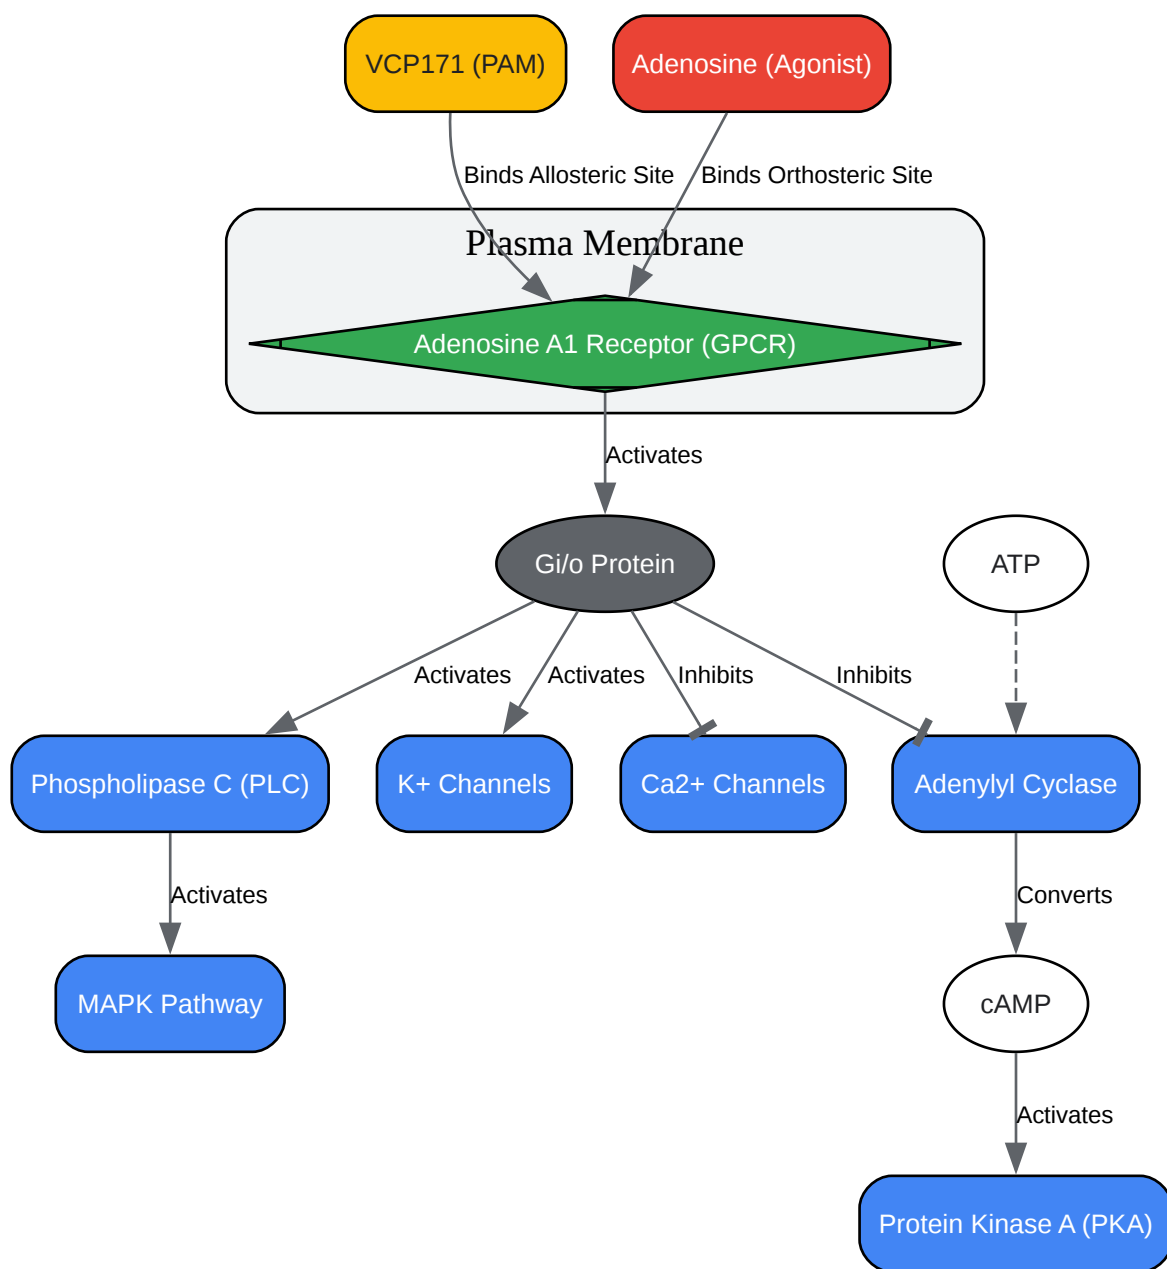 VCP171 (PAM)
Adenosine (Agonist)
Binds Allosteric Site
Binds Orthosteric Site
Plasma Membrane
Adenosine A1 Receptor (GPCR)
Activates
Gi/o Protein
ATP
Activates
Activates
Inhibits
Inhibits
Phospholipase C (PLC)
K+ Channels
Ca2+ Channels
Adenylyl Cyclase
Activates
Converts
MAPK Pathway
cAMP
Activates
Protein Kinase A (PKA)